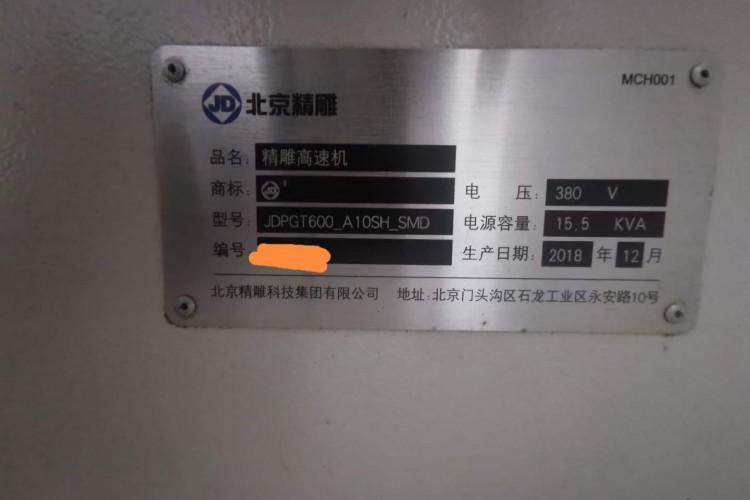 MCH001
JD 北京精雕
品名: 精雕高速机
商标: JD
电 压: 380 V
型号: JDPGT600_A10SH_SMD
电源容量: 15.5 KVA
编号
生产日期: 2018 年 12 月
北京精雕科技集团有限公司 地址:北京门头沟区石龙工业区永安路10号